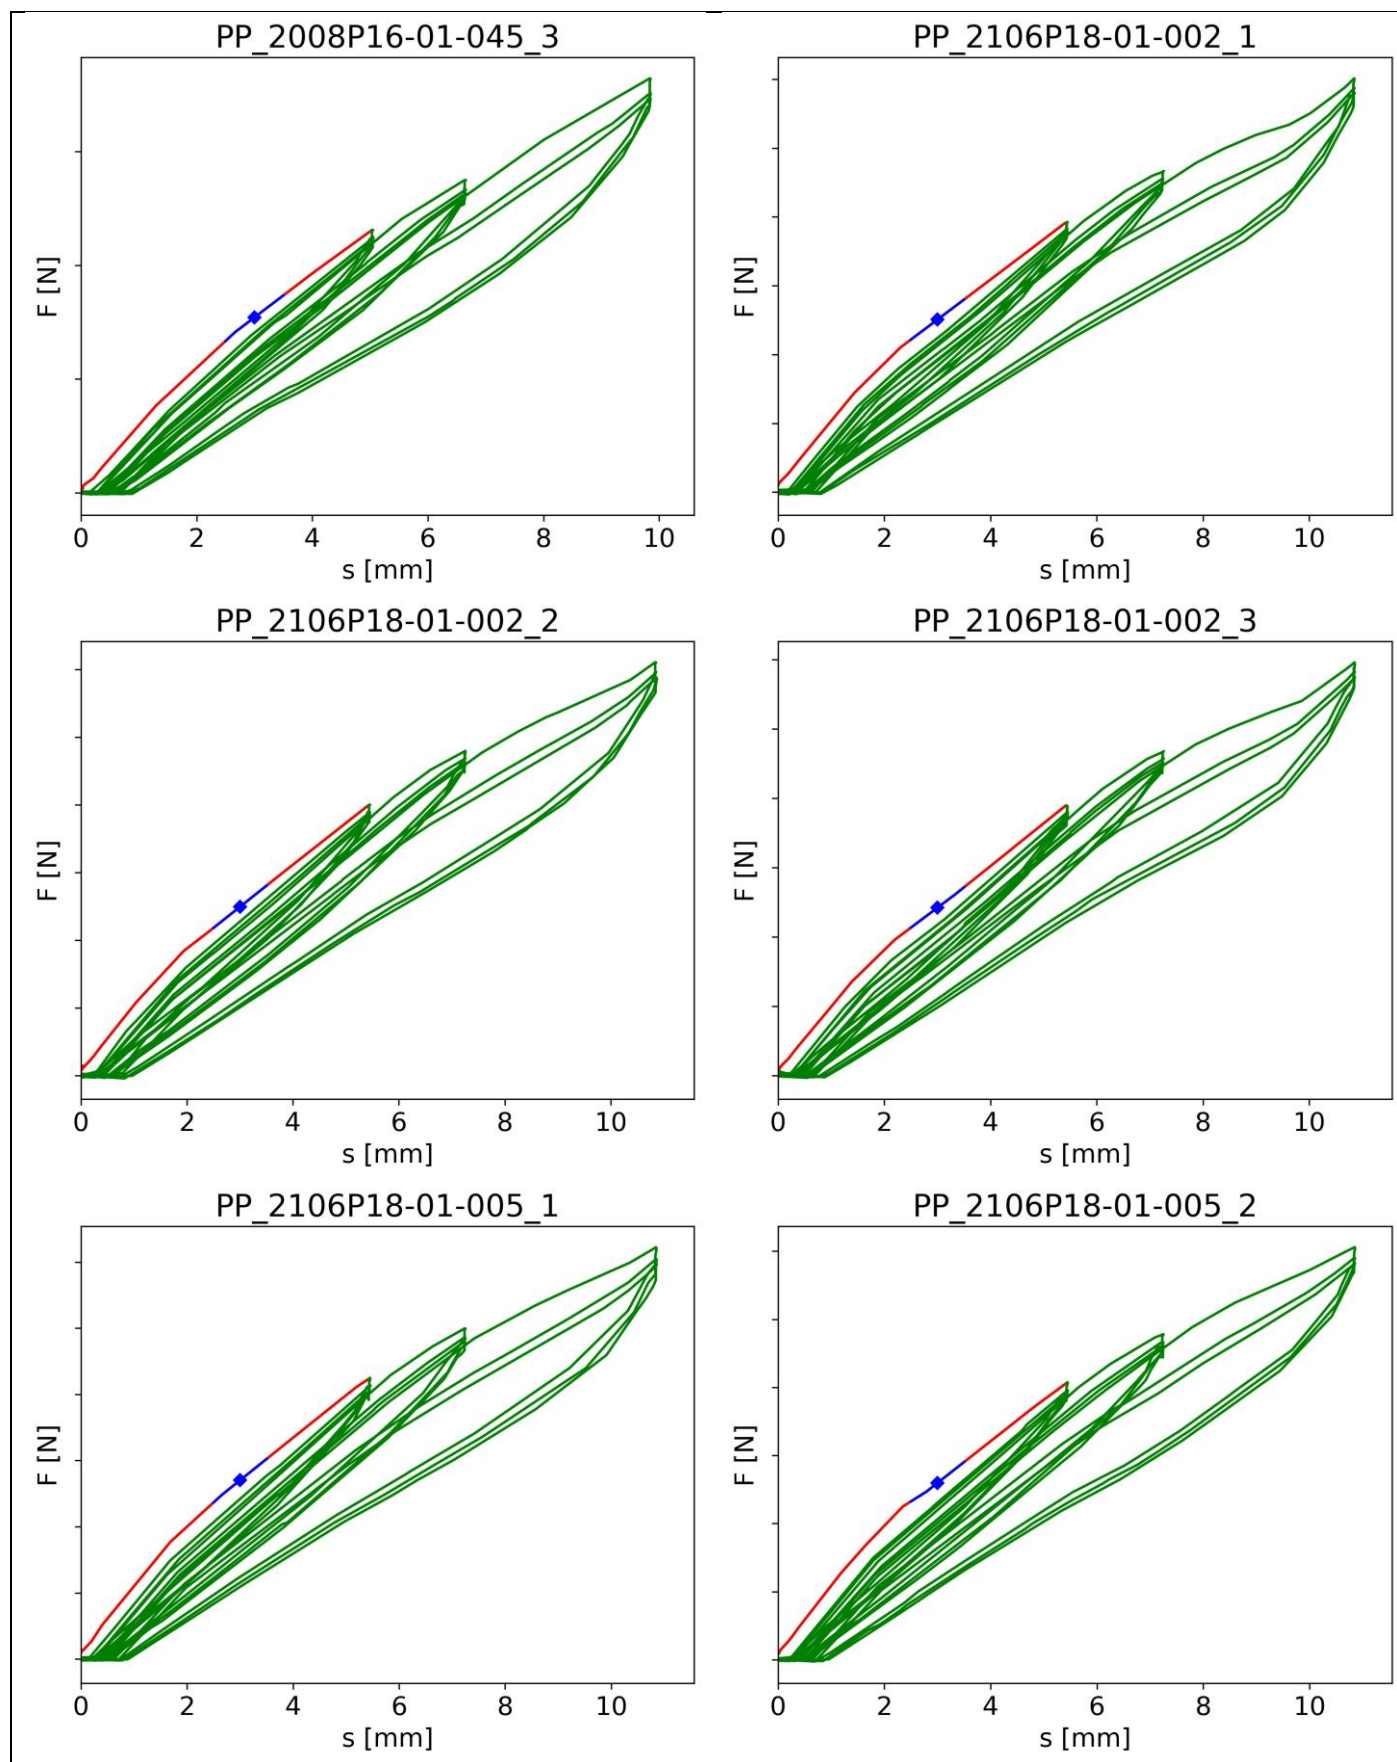 PP_2008P16-01-045_3
F [N]
0 2 4 6 8 10
s [mm]
PP_2106P18-01-002_1
F [N]
0 2 4 6 8 10
s [mm]
PP_2106P18-01-002_2
F [N]
0 2 4 6 8 10
s [mm]
PP_2106P18-01-002_3
F [N]
0 2 4 6 8 10
s [mm]
PP_2106P18-01-005_1
F [N]
0 2 4 6 8 10
s [mm]
PP_2106P18-01-005_2
F [N]
0 2 4 6 8 10
s [mm]